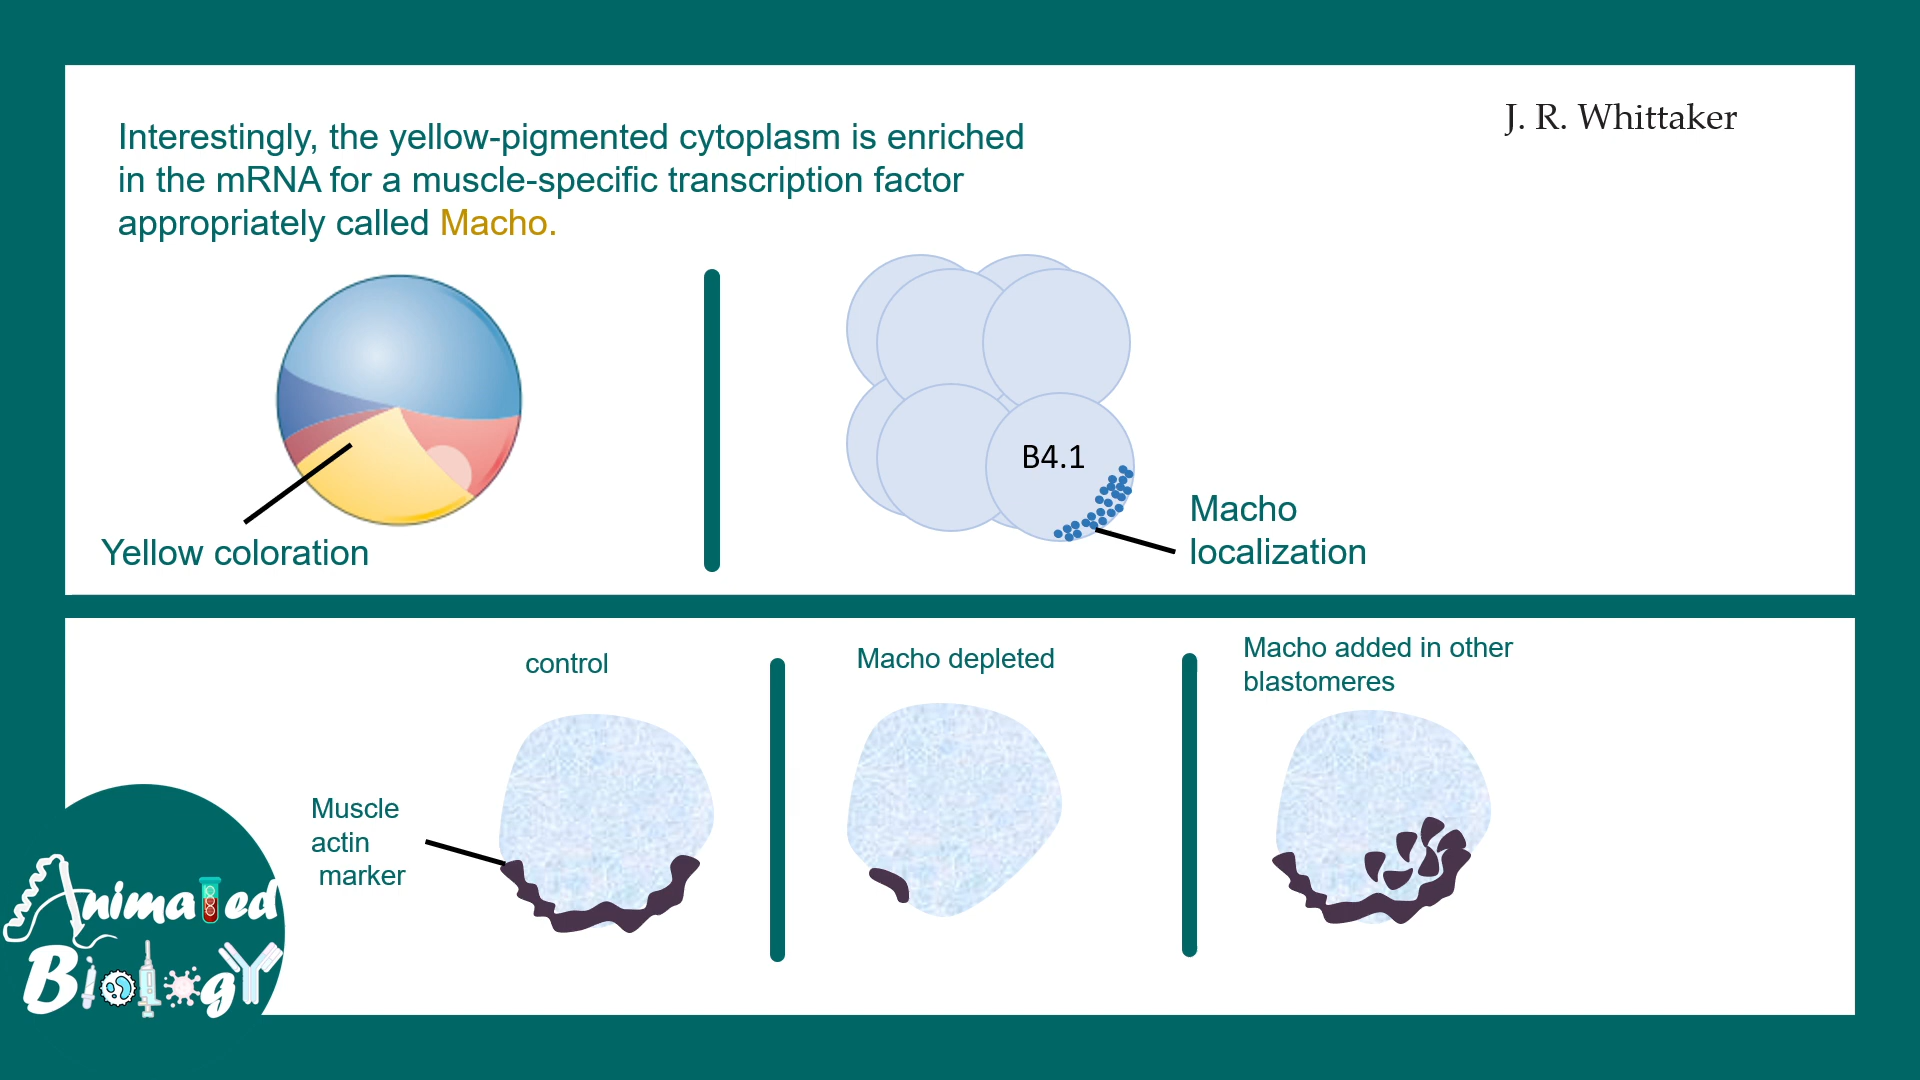 J. R. Whittaker
Interestingly, the yellow-pigmented cytoplasm is enriched
in the mRNA for a muscle-specific transcription factor
appropriately called Macho.
B4.1
Yellow coloration
Macho
localization
control
Macho depleted
Macho added in other
blastomeres
Muscle
actin
marker
Animated
Biology